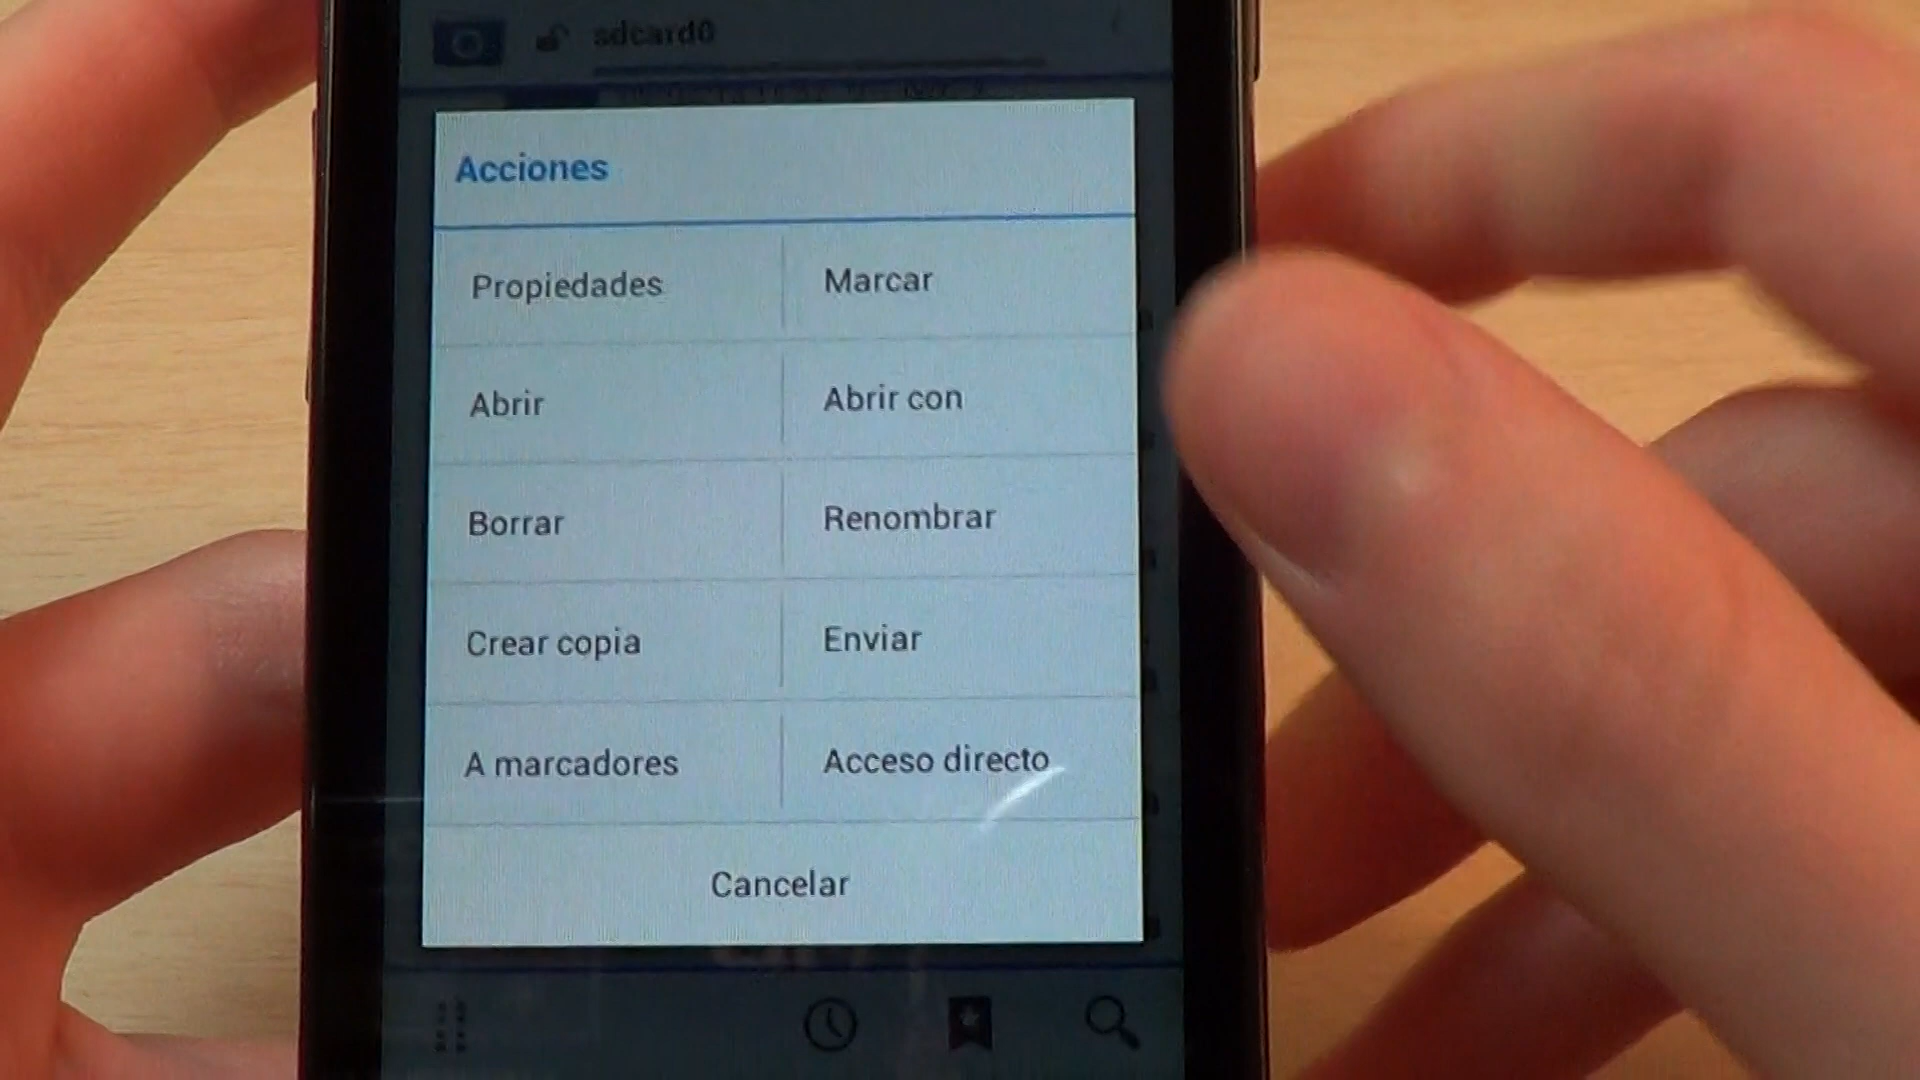 sdcard0
Acciones
Propiedades
Marcar
Abrir
Abrir con
Borrar
Renombrar
Crear copia
Enviar
A marcadores
Acceso directo
Cancelar